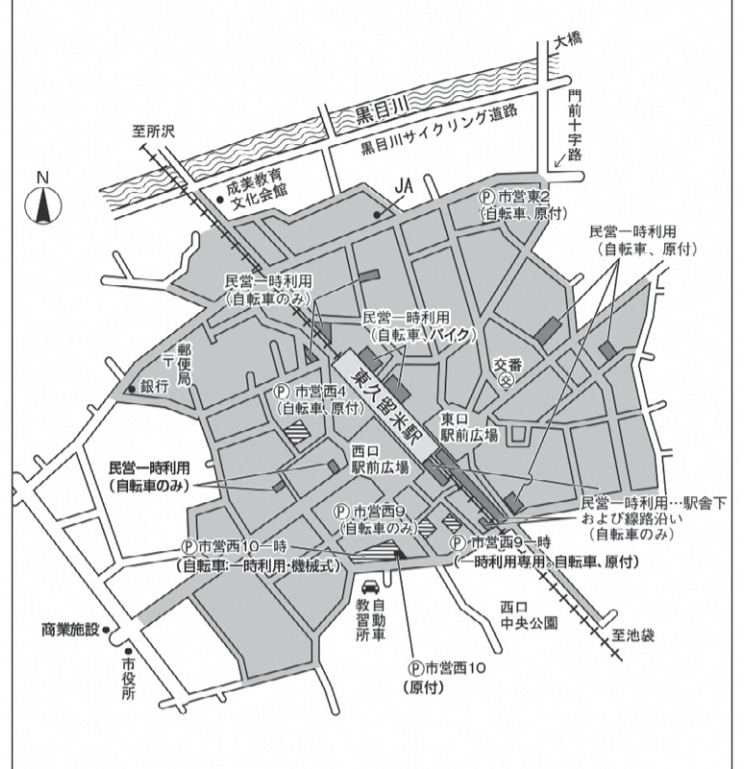 大橋
黒目川
黒目川サイクリング道路
門前十字路
至所沢
N
成美教育
文化会館
JA
Ⓟ市営東2
(自転車、原付)
民営一時利用
(自転車、原付)
民営一時利用
(自転車のみ)
民営一時利用
(自転車、バイク)
郵便局
〒
銀行
交番
Ⓟ市営西4
(自転車、原付)
東久留米駅
東口
駅前広場
西口
駅前広場
民営一時利用
(自転車のみ)
民営一時利用…駅舎下
および線路沿い
(自転車のみ)
Ⓟ市営西9
(自転車のみ)
Ⓟ市営西10一時
(自転車:一時利用・機械式)
Ⓟ市営西9一時
(一時利用専用、自転車、原付)
自動車
教習所
西口
中央公園
至池袋
商業施設
市役所
Ⓟ市営西10
(原付)